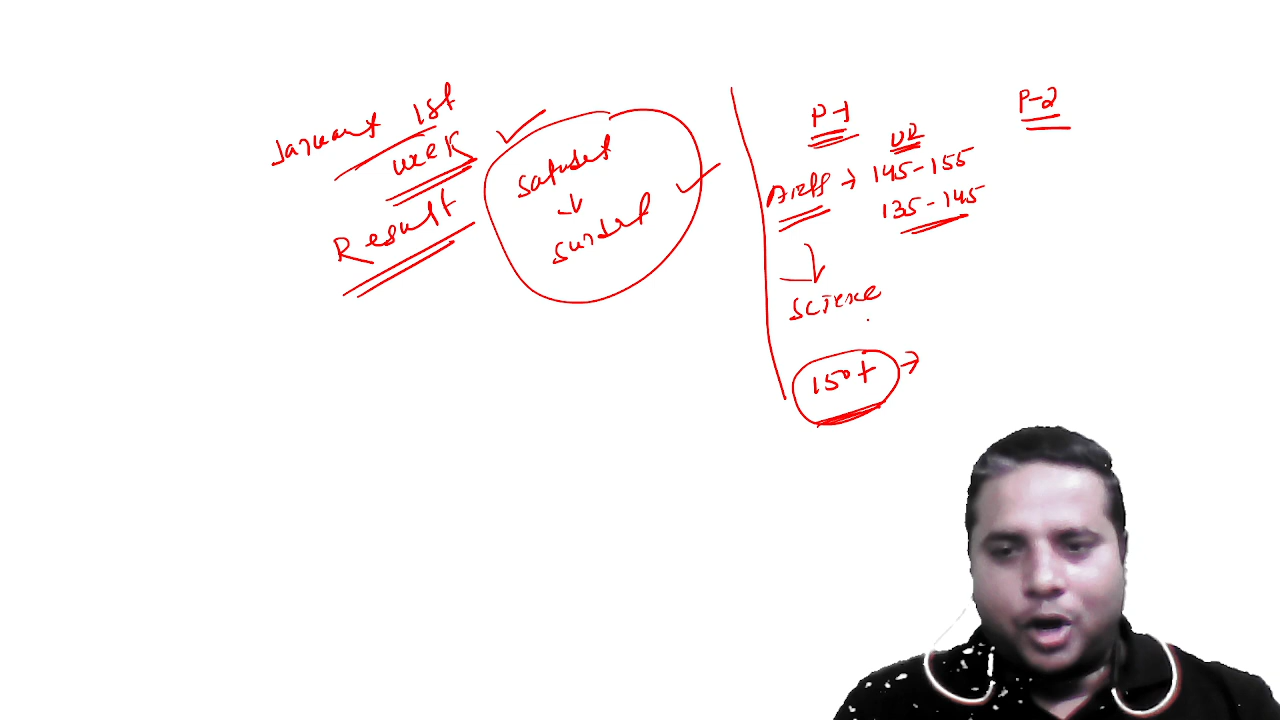 January 1st
week
Result
Saturday
Sunday
P-1
UR
→ 145-155
135-145
Science
150+ →
P-2